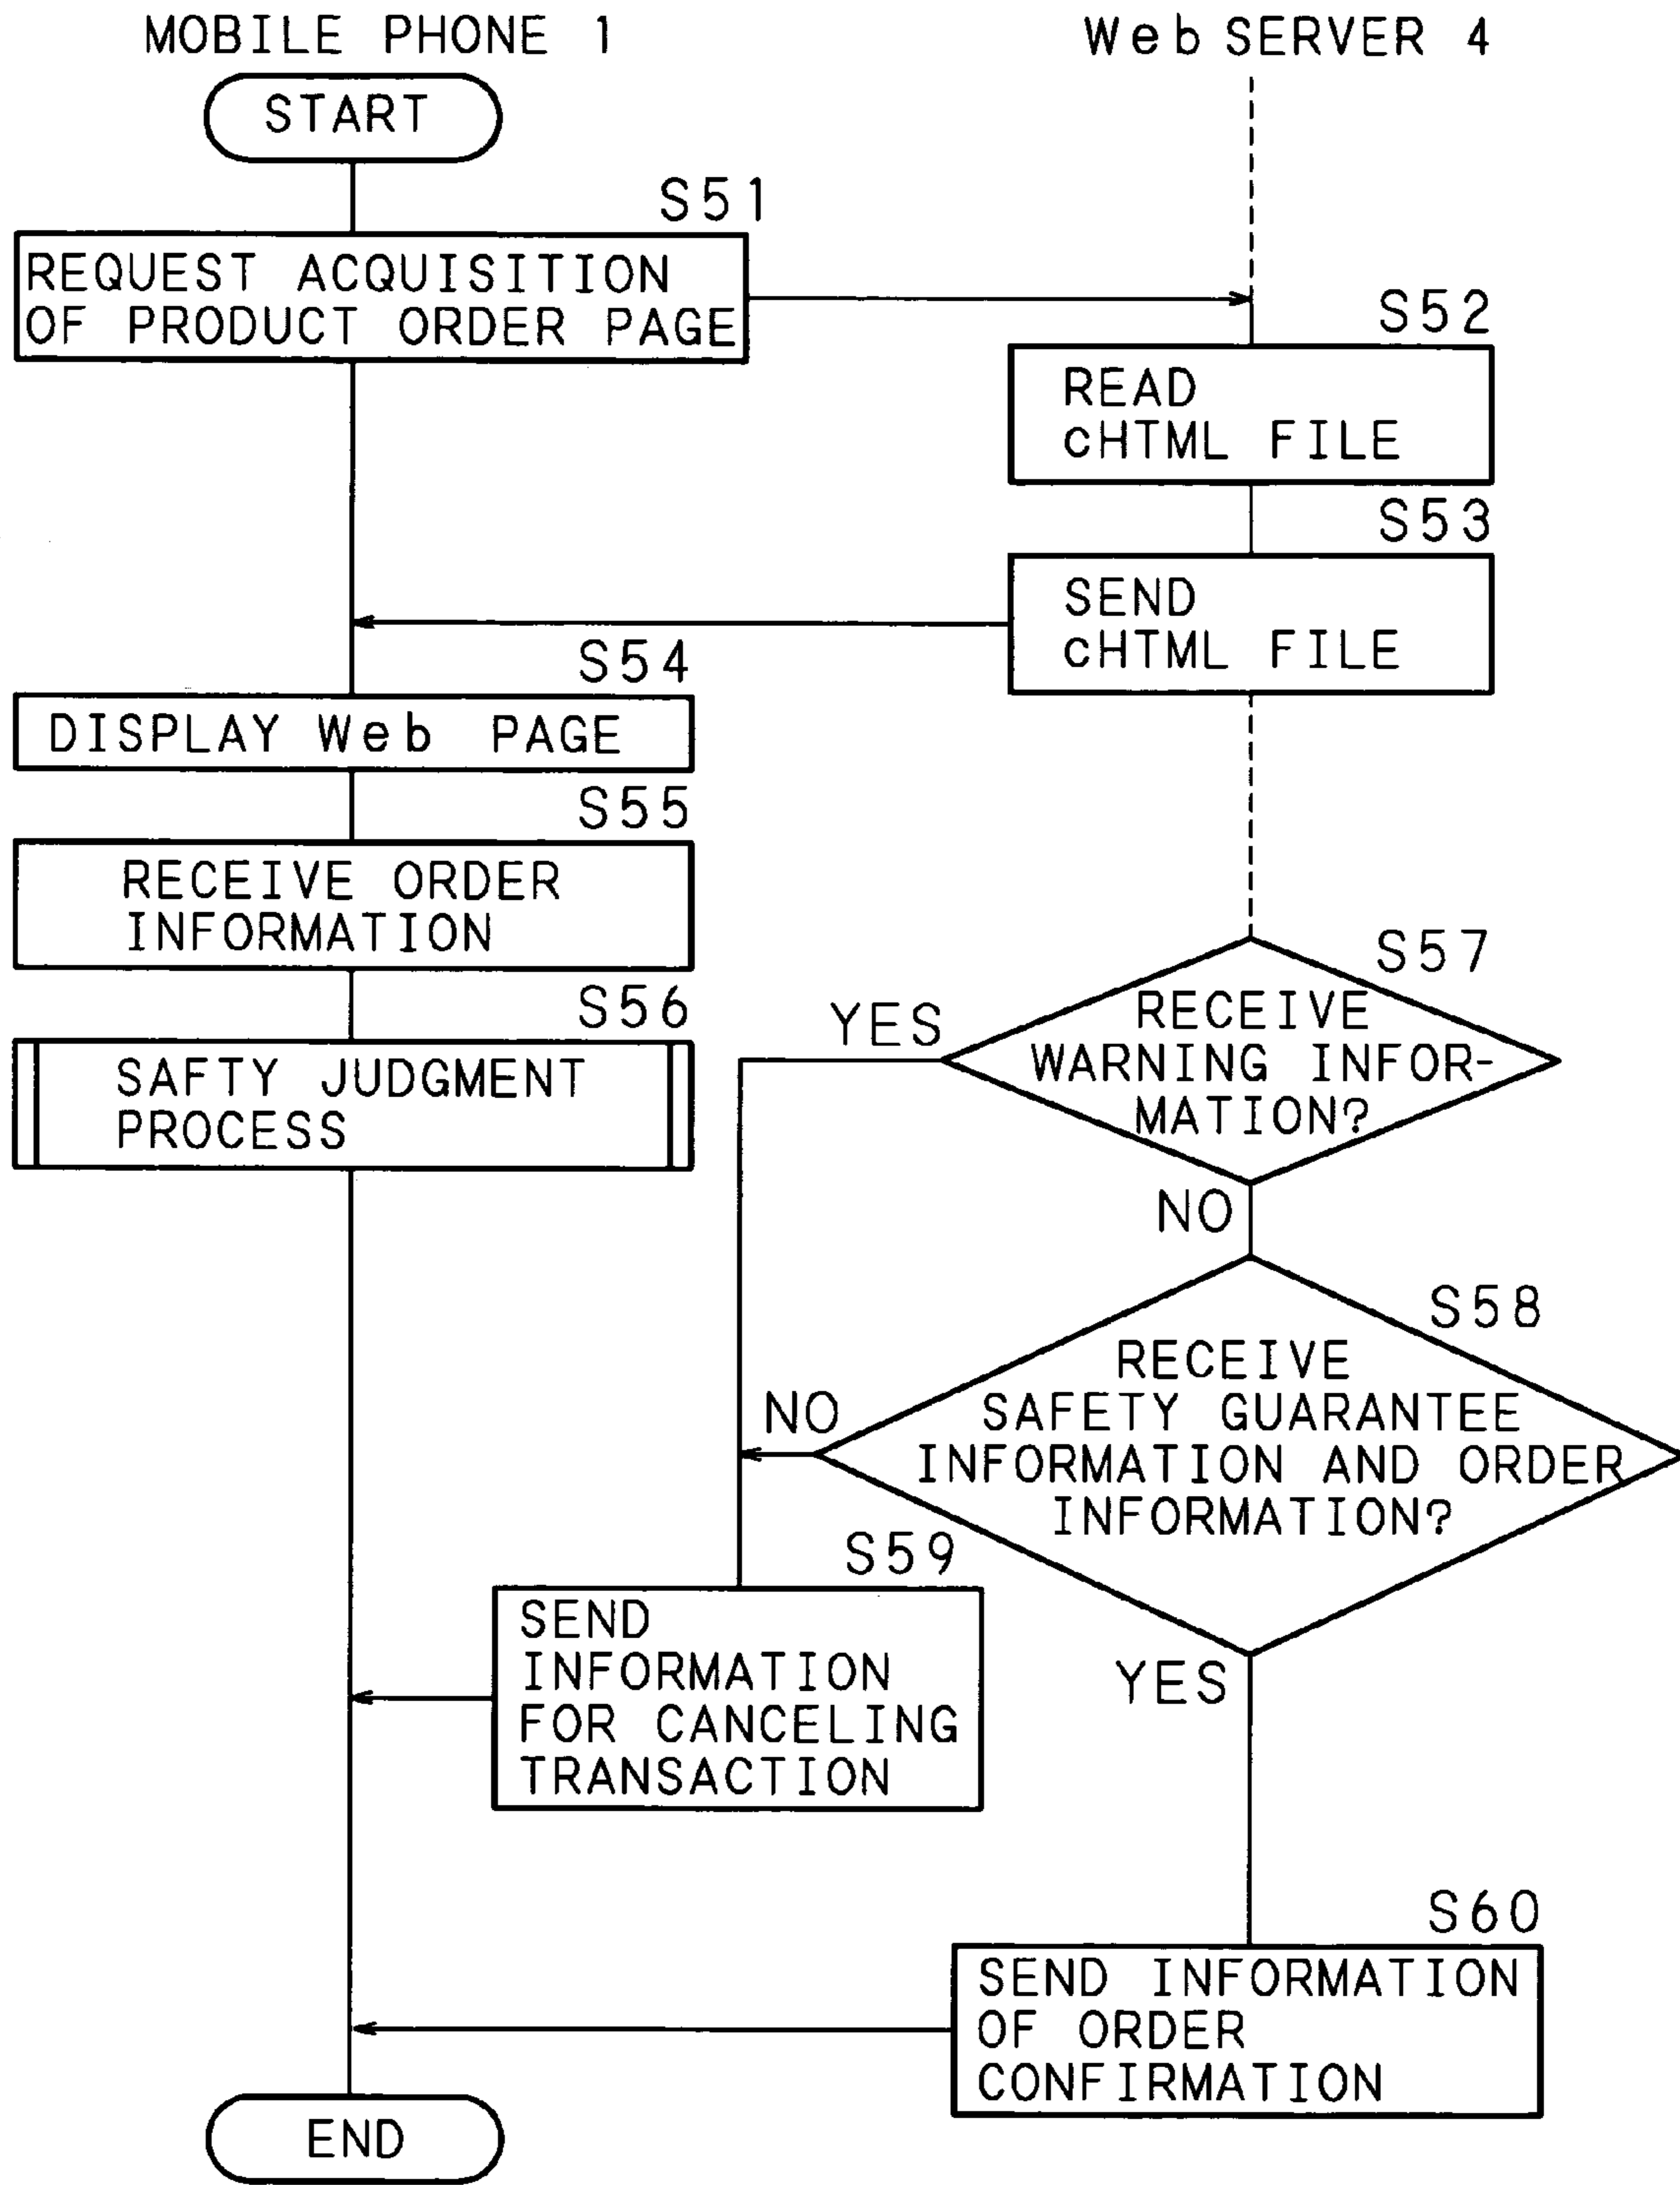 MOBILE PHONE 1
Web SERVER 4
START
S51
REQUEST ACQUISITION
OF PRODUCT ORDER PAGE
S52
READ
cHTML FILE
S53
SEND
cHTML FILE
S54
DISPLAY Web PAGE
S55
RECEIVE ORDER
INFORMATION
S56
SAFTY JUDGMENT
PROCESS
S57
YES
RECEIVE
WARNING INFOR-
MATION?
NO
S58
RECEIVE
SAFETY GUARANTEE
INFORMATION AND ORDER
INFORMATION?
NO
YES
S59
SEND
INFORMATION
FOR CANCELING
TRANSACTION
S60
SEND INFORMATION
OF ORDER
CONFIRMATION
END